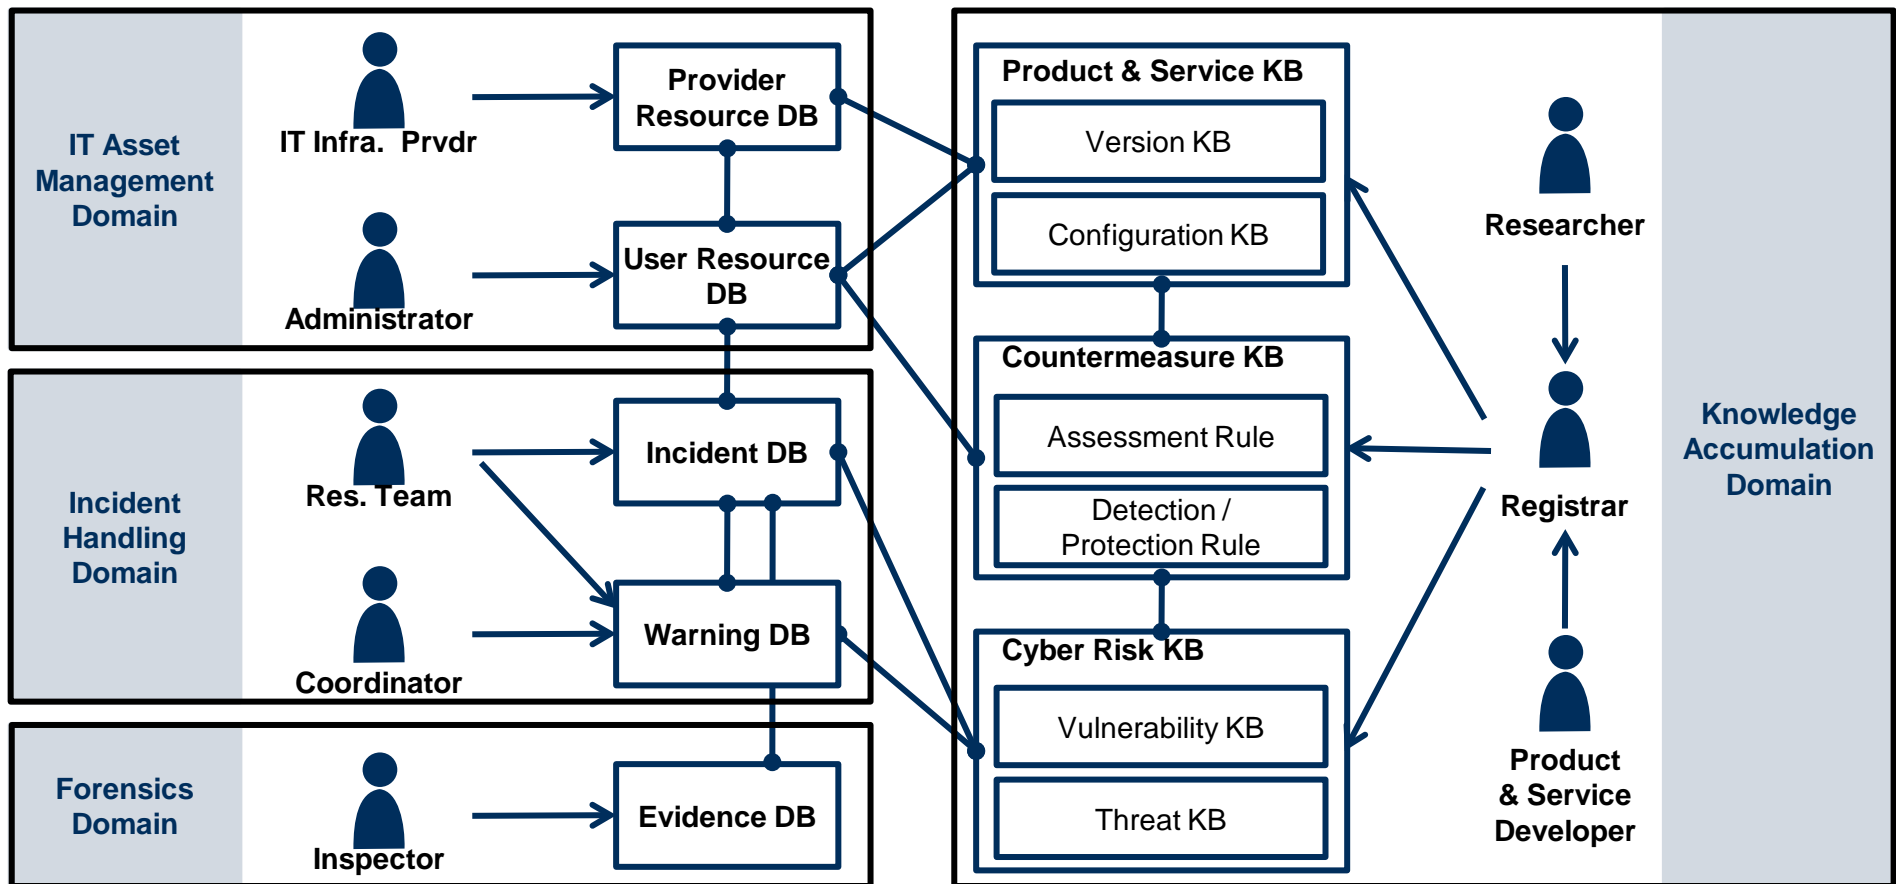 IT Asset
Management
Domain
IT Infra.  Prvdr
Administrator
Provider
Resource DB
User Resource
DB
Incident
Handling
Domain
Res. Team
Coordinator
Incident DB
Warning DB
Forensics
Domain
Inspector
Evidence DB
Product & Service KB
Version KB
Configuration KB
Countermeasure KB
Assessment Rule
Detection /
Protection Rule
Cyber Risk KB
Vulnerability KB
Threat KB
Researcher
Registrar
Product
& Service
Developer
Knowledge
Accumulation
Domain